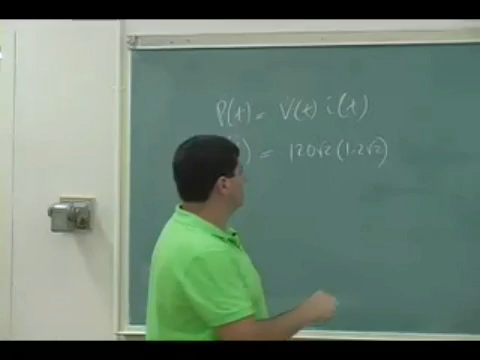 P(t) = V(t) i(t)
) = 120√2 (1.2√2)